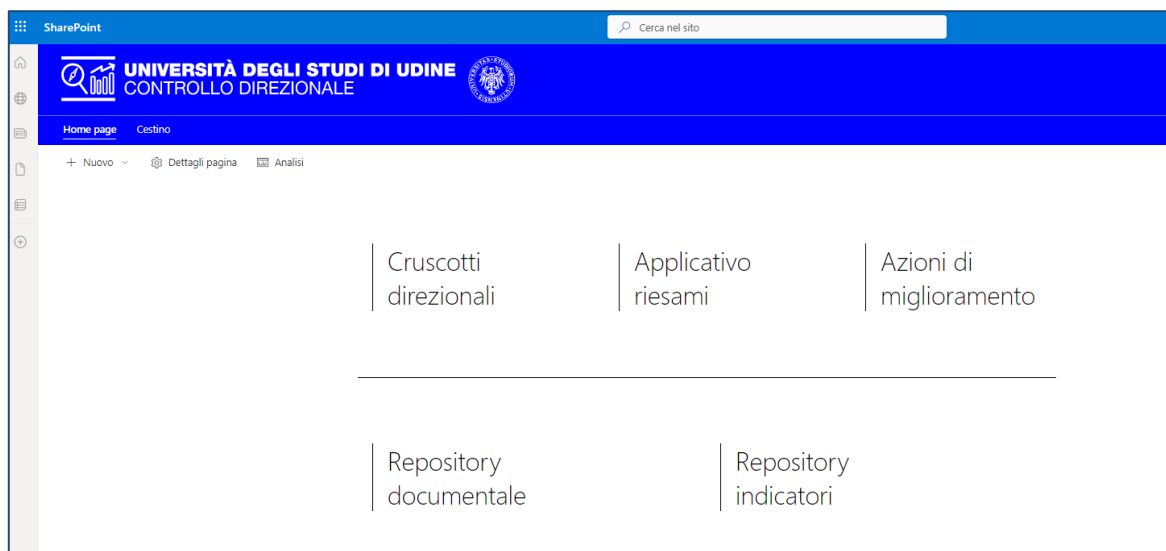 SharePoint
Cerca nel sito
UNIVERSITÀ DEGLI STUDI DI UDINE
CONTROLLO DIREZIONALE
Home page Cestino
+ Nuovo Dettagli pagina Analisi
Cruscotti
direzionali
Applicativo
riesami
Azioni di
miglioramento
Repository
documentale
Repository
indicatori